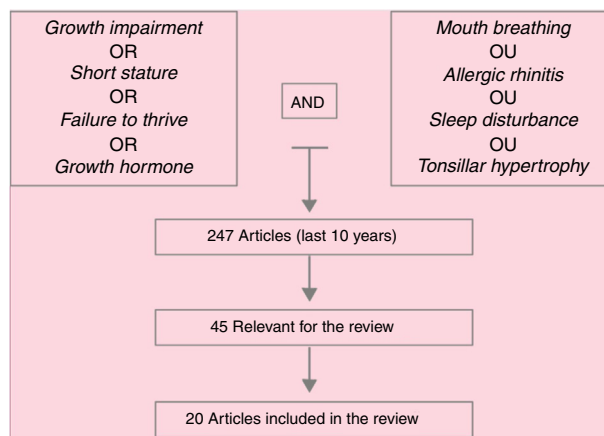 Growth impairment
OR
Short stature
OR
Failure to thrive
OR
Growth hormone
AND
Mouth breathing
OU
Allergic rhinitis
OU
Sleep disturbance
OU
Tonsillar hypertrophy
247 Articles (last 10 years)
45 Relevant for the review
20 Articles included in the review